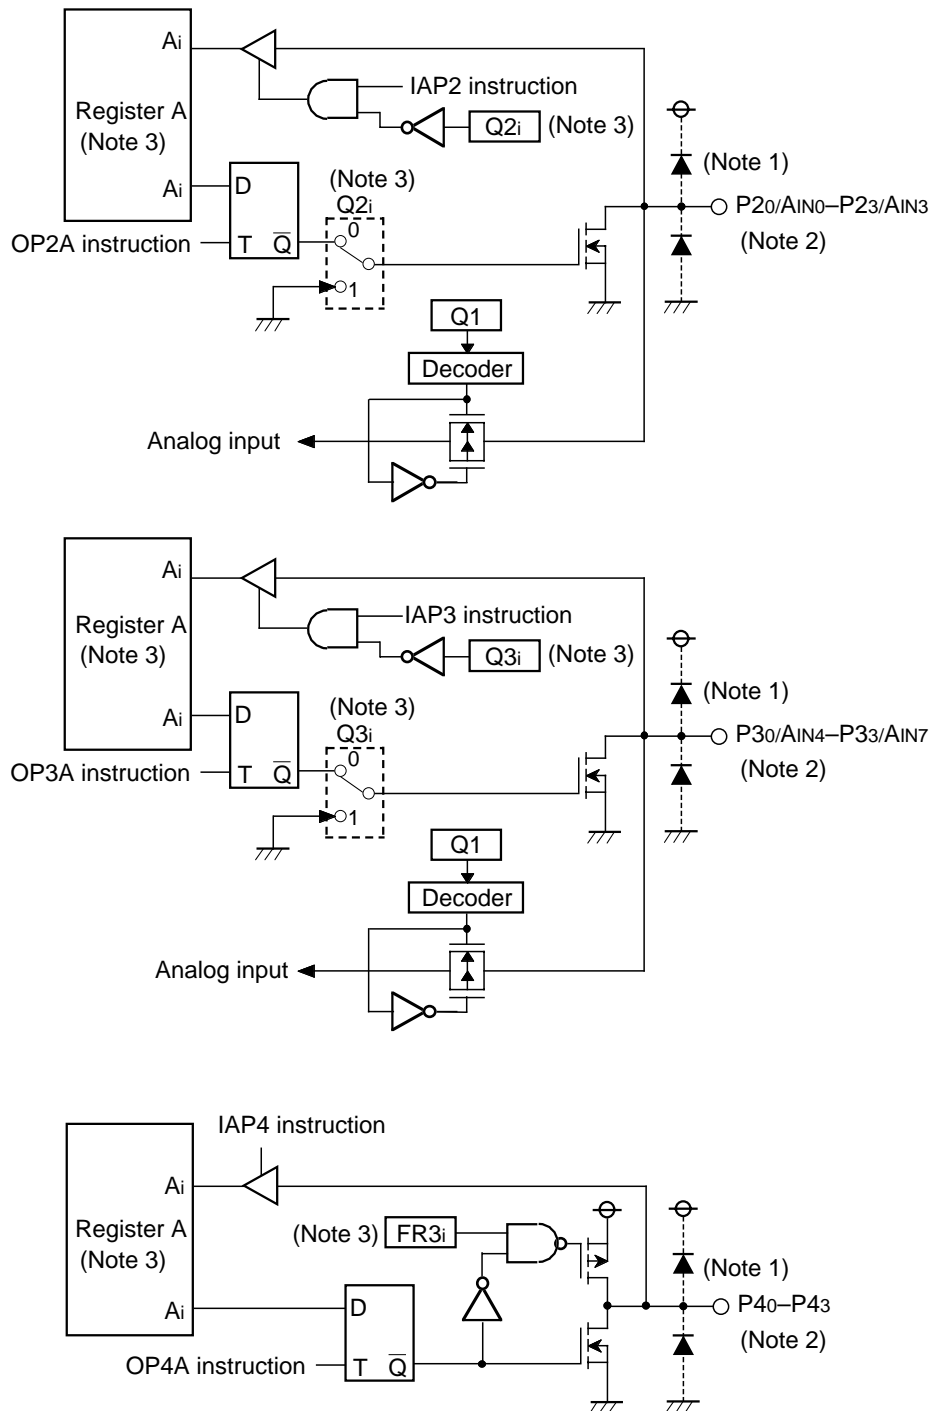 Ai
IAP2 instruction
Register A
(Note 3)
Q2i (Note 3)
(Note 1)
Ai
D
(Note 3)
Q2i
0
P20/AIN0–P23/AIN3
OP2A instruction
T Q̅
(Note 2)
1
Q1
Decoder
Analog input
Ai
IAP3 instruction
Register A
(Note 3)
Q3i (Note 3)
(Note 1)
Ai
D
(Note 3)
Q3i
0
P30/AIN4–P33/AIN7
OP3A instruction
T Q̅
(Note 2)
1
Q1
Decoder
Analog input
IAP4 instruction
Ai
Register A
(Note 3)
(Note 3) FR3i
(Note 1)
Ai
D
P40–P43
(Note 2)
OP4A instruction
T Q̅